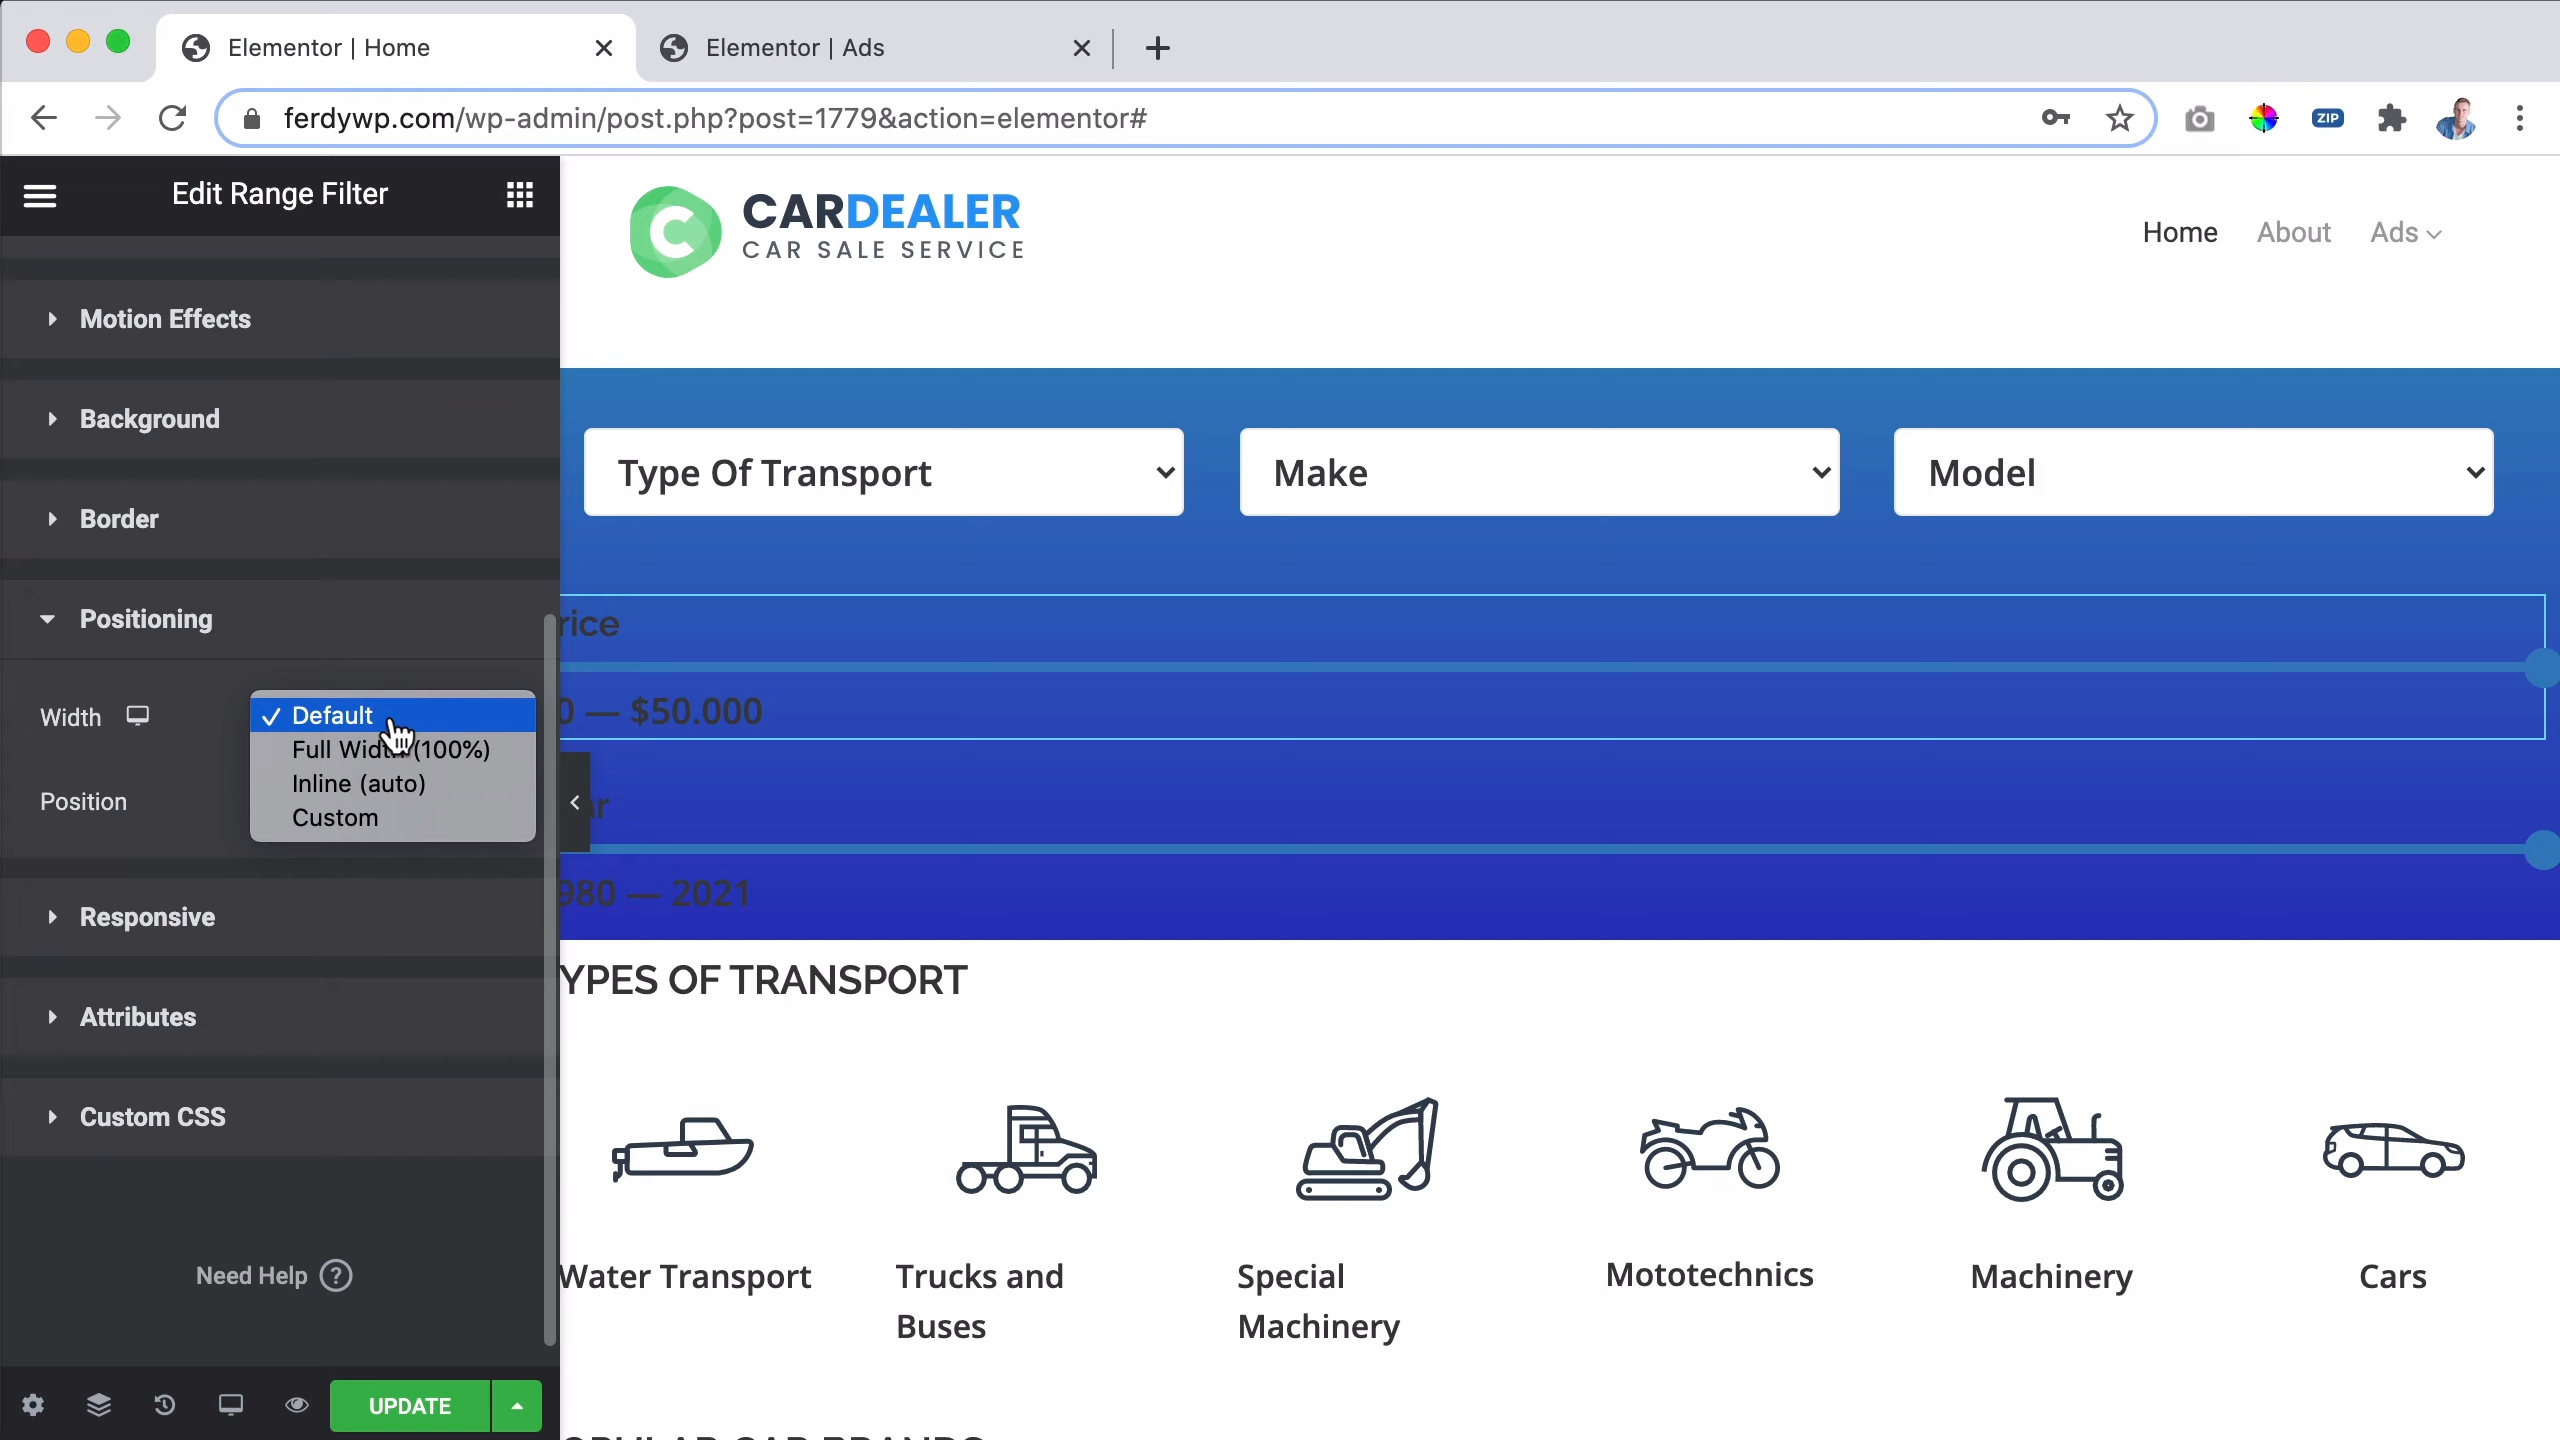 Elementor | Home
Elementor | Ads
ferdywp.com/wp-admin/post.php?post=1779&action=elementor#
ZIP
Edit Range Filter
Motion Effects
Background
Border
Positioning
Width
Default
Full Width (100%)
Inline (auto)
Custom
Position
Responsive
Attributes
Custom CSS
Need Help ?
UPDATE
CARDEALER
CAR SALE SERVICE
Home About Ads
Type Of Transport
Make
Model
rice
0 — $50.000
ar
980 — 2021
YPES OF TRANSPORT
Water Transport
Trucks and
Buses
Special
Machinery
Mototechnics
Machinery
Cars